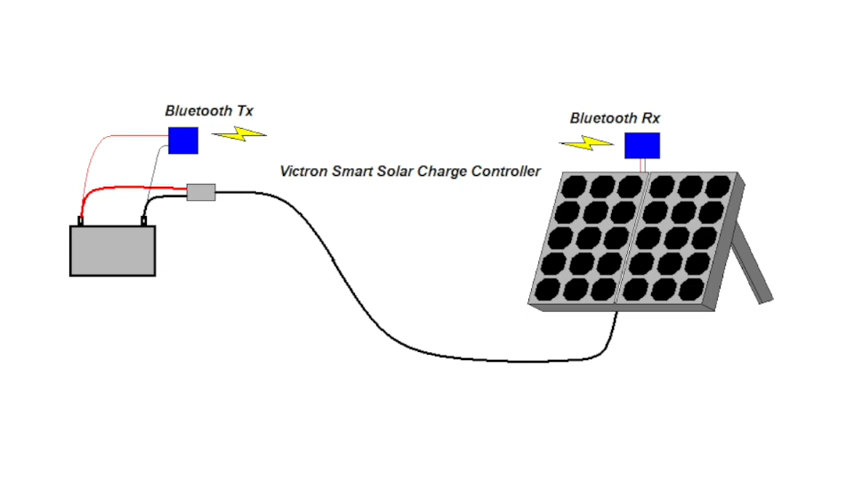 Bluetooth Tx
Bluetooth Rx
Victron Smart Solar Charge Controller